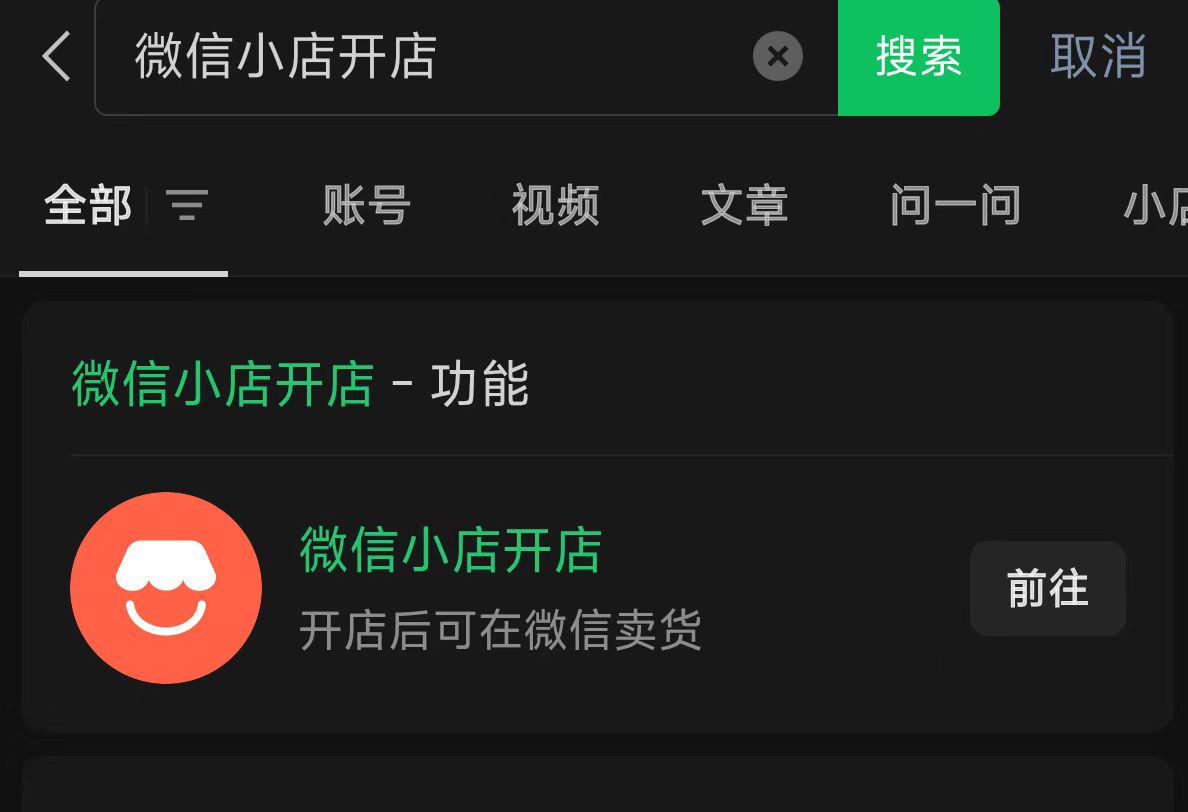 微信小店开店 搜索 取消
全部 账号 视频 文章 问一问 小店
微信小店开店 - 功能
微信小店开店
开店后可在微信卖货
前往